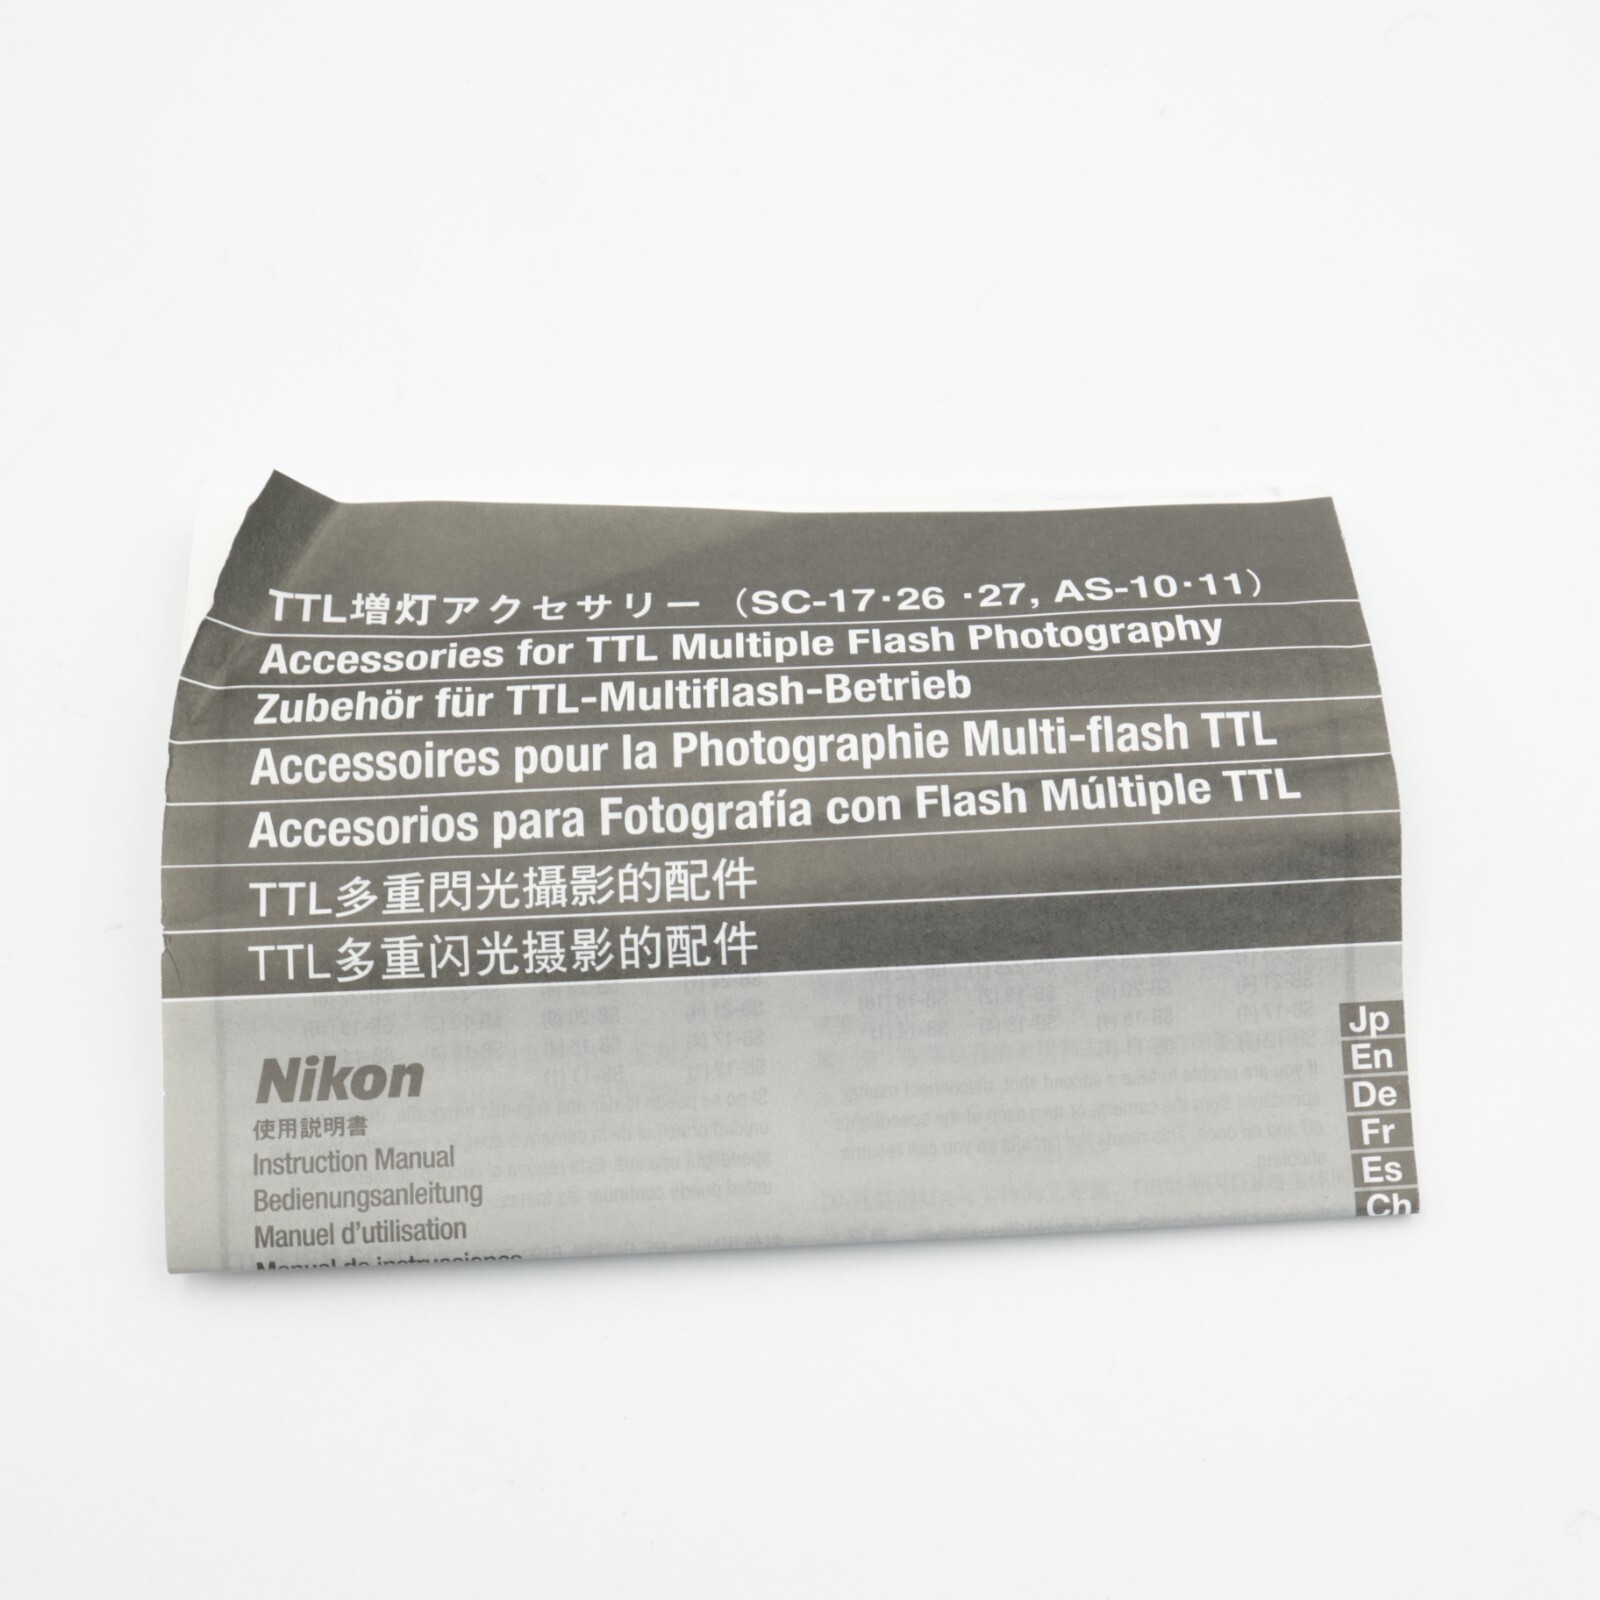 TTL増灯アクセサリー （SC-17·26 ·27, AS-10·11）
Accessories for TTL Multiple Flash Photography
Zubehör für TTL-Multiflash-Betrieb
Accessoires pour la Photographie Multi-flash TTL
Accesorios para Fotografía con Flash Múltiple TTL
TTL多重閃光攝影的配件
TTL多重闪光摄影的配件
Nikon
使用説明書
Instruction Manual
Bedienungsanleitung
Manuel d'utilisation
Manual de instrucciones
Jp
En
De
Fr
Es
Ch